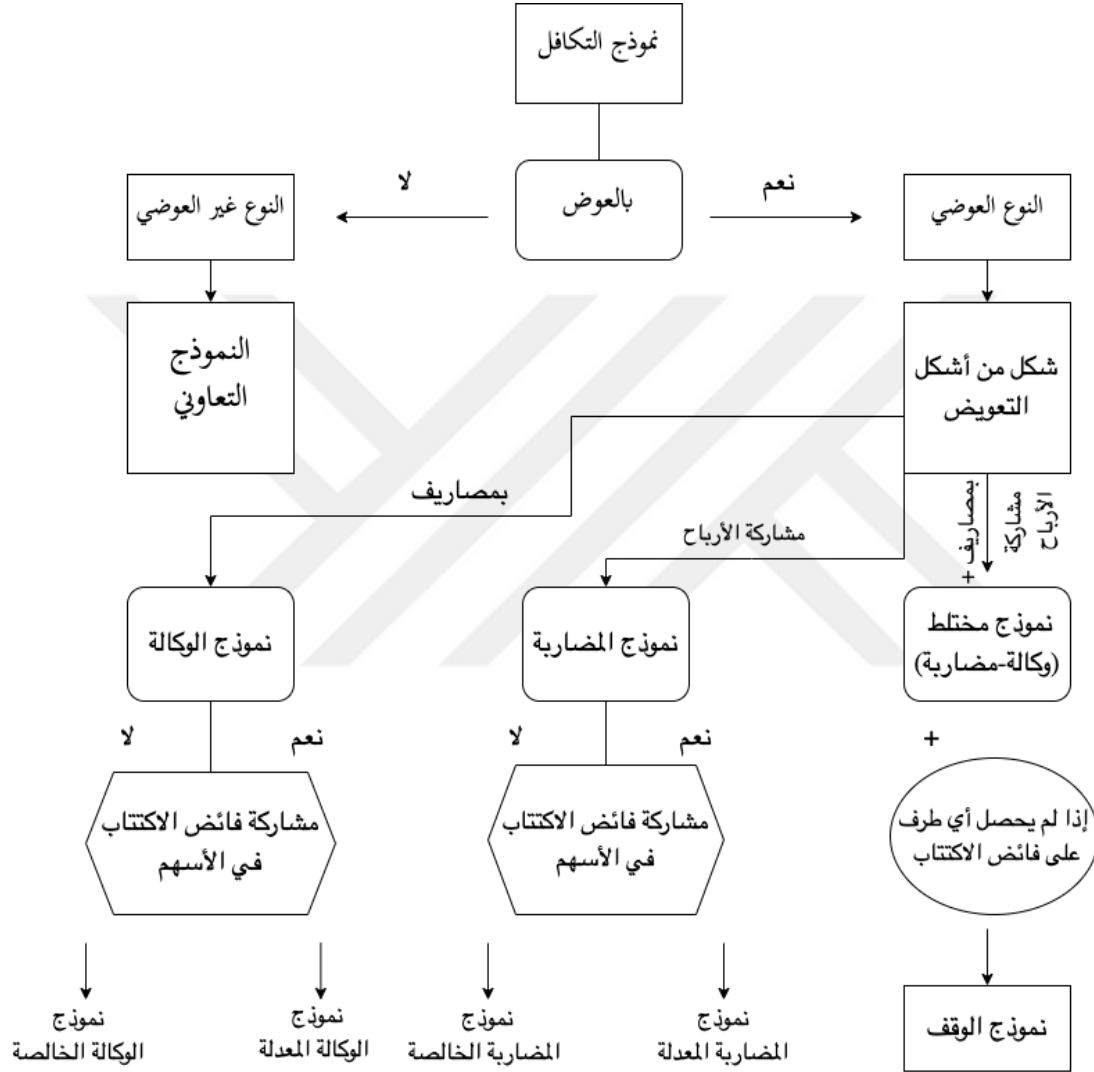 نموذج التكافل
نعم
لا
النوع العوضي
بالعوض
النوع غير العوضي
شكل من أشكل
التعويض
النموذج
التعاوني
بمصاريف
مشاركة الأرباح
بمصاريف +
مشاركة
الأرباح
نموذج مختلط
(وكالة-مضاربة)
نموذج المضاربة
نموذج الوكالة
+
نعم
لا
نعم
لا
إذا لم يحصل أي طرف
على فائض الاكتتاب
مشاركة فائض الاكتتاب
في الأسهم
مشاركة فائض الاكتتاب
في الأسهم
نموذج الوقف
نموذج
المضاربة المعدلة
نموذج
المضاربة الخالصة
نموذج
الوكالة المعدلة
نموذج
الوكالة الخالصة